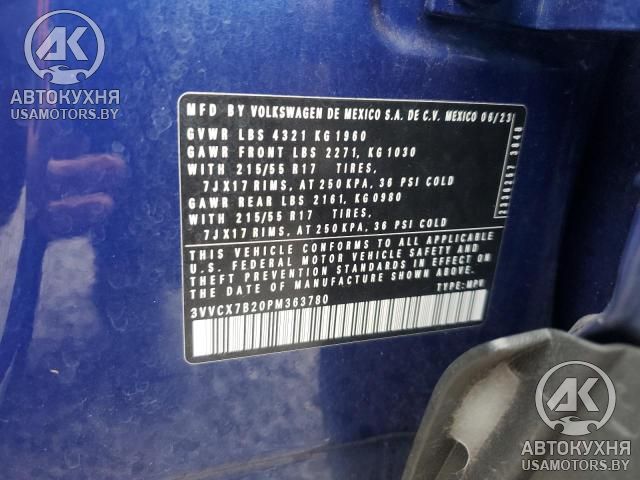 AK
АВТОКУХНЯ
USAMOTORS.BY
MFD BY VOLKSWAGEN DE MEXICO S.A. DE C.V. MEXICO 06/23
GVWR LBS 4321 KG 1960
GAWR FRONT LBS 2271, KG 1030
WITH 215/55 R17 TIRES,
7JX17 RIMS, AT 250 KPA, 36 PSI COLD
GAWR REAR LBS 2161, KG 0980
WITH 215/55 R17 TIRES,
7JX17 RIMS, AT 250 KPA, 36 PSI COLD
THIS VEHICLE CONFORMS TO ALL APPLICABLE
U.S. FEDERAL MOTOR VEHICLE SAFETY AND
THEFT PREVENTION STANDARDS IN EFFECT ON
THE DATE OF MANUFACTURE SHOWN ABOVE.
TYPE: MPV
3VVCX7B20PM363780
AK
АВТОКУХНЯ
USAMOTORS.BY